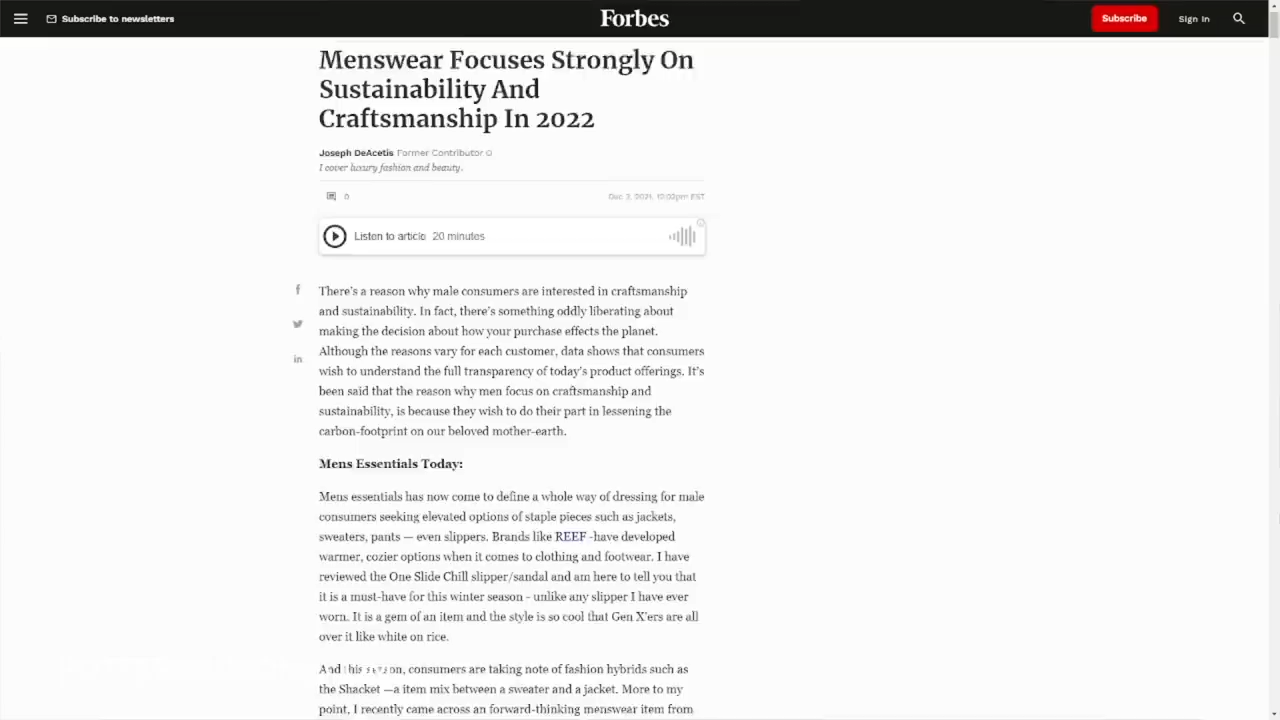 Subscribe to newsletters
Forbes
Subscribe
Sign In
Menswear Focuses Strongly On
Sustainability And
Craftsmanship In 2022
Joseph DeAcetis Former Contributor
I cover luxury fashion and beauty.
0
Dec 3, 2021, 12:02pm EST
Listen to article 20 minutes
There's a reason why male consumers are interested in craftsmanship
and sustainability. In fact, there's something oddly liberating about
making the decision about how your purchase effects the planet.
Although the reasons vary for each customer, data shows that consumers
wish to understand the full transparency of today's product offerings. It's
been said that the reason why men focus on craftsmanship and
sustainability, is because they wish to do their part in lessening the
carbon-footprint on our beloved mother-earth.
Mens Essentials Today:
Mens essentials has now come to define a whole way of dressing for male
consumers seeking elevated options of staple pieces such as jackets,
sweaters, pants — even slippers. Brands like REEF -have developed
warmer, cozier options when it comes to clothing and footwear. I have
reviewed the One Slide Chill slipper/sandal and am here to tell you that
it is a must-have for this winter season - unlike any slipper I have ever
worn. It is a gem of an item and the style is so cool that Gen X'ers are all
over it like white on rice.
And this season, consumers are taking note of fashion hybrids such as
the Shacket —a item mix between a sweater and a jacket. More to my
point, I recently came across an forward-thinking menswear item from